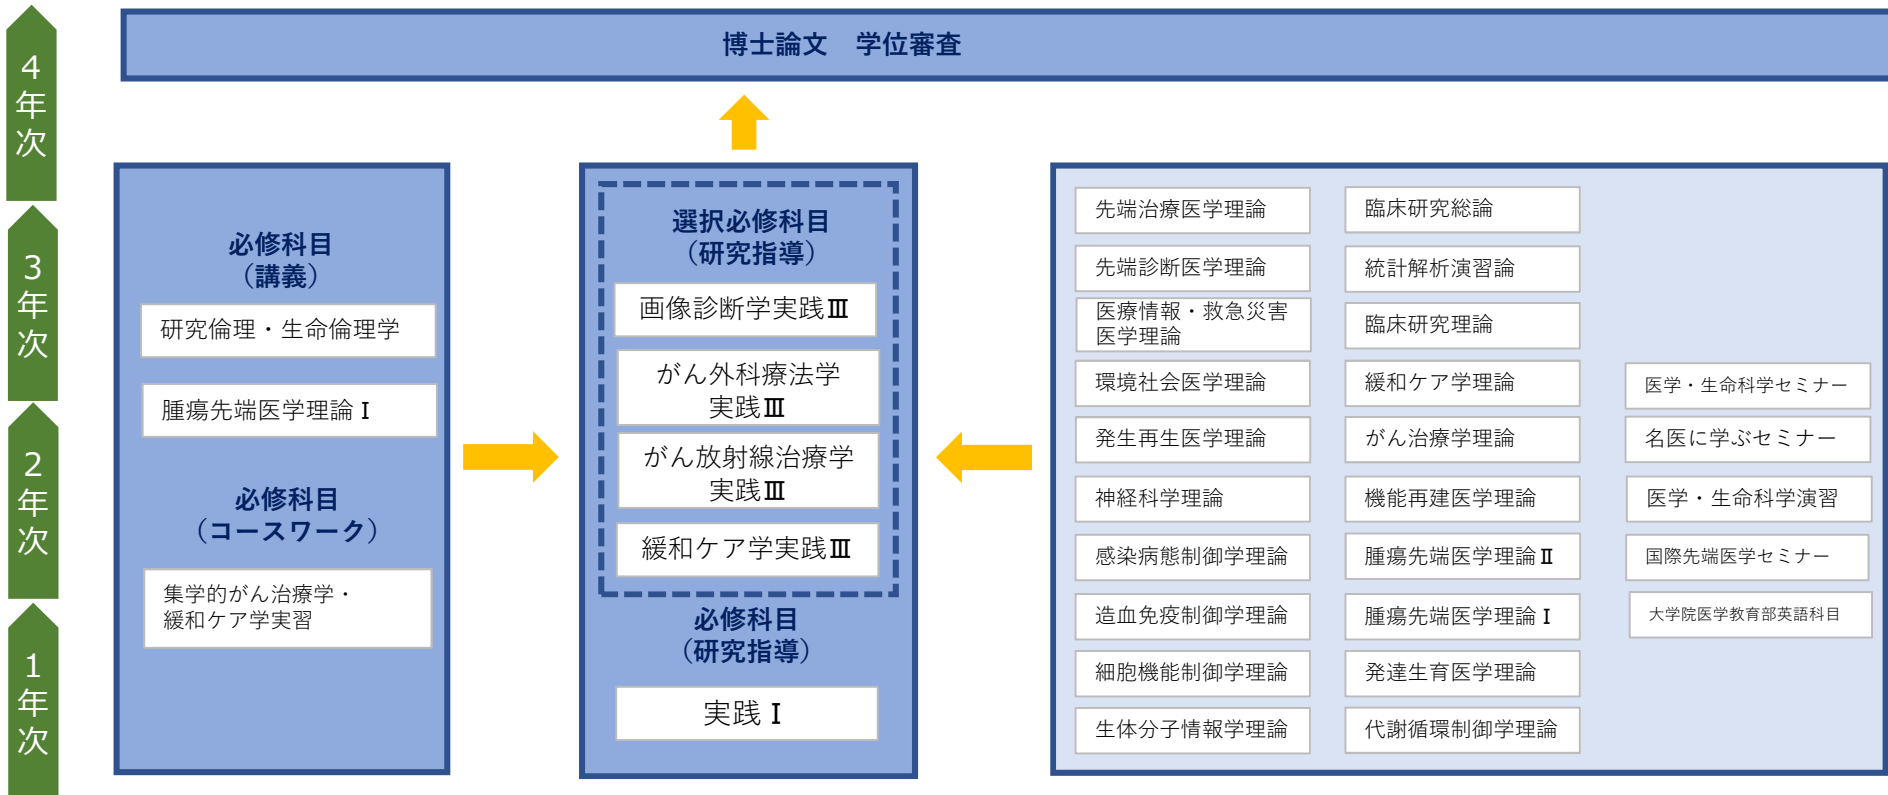 4年次
3年次
2年次
1年次
博士論文　学位審査
必修科目
（講義）
研究倫理・生命倫理学
腫瘍先端医学理論Ⅰ
必修科目
（コースワーク）
集学的がん治療学・
緩和ケア学実習
選択必修科目
（研究指導）
画像診断学実践Ⅲ
がん外科療法学
実践Ⅲ
がん放射線治療学
実践Ⅲ
緩和ケア学実践Ⅲ
必修科目
（研究指導）
実践Ⅰ
先端治療医学理論
先端診断医学理論
医療情報・救急災害
医学理論
環境社会医学理論
発生再生医学理論
神経科学理論
感染病態制御学理論
造血免疫制御学理論
細胞機能制御学理論
生体分子情報学理論
臨床研究総論
統計解析演習論
臨床研究理論
緩和ケア学理論
がん治療学理論
機能再建医学理論
腫瘍先端医学理論Ⅱ
腫瘍先端医学理論Ⅰ
発達生育医学理論
代謝循環制御学理論
医学・生命科学セミナー
名医に学ぶセミナー
医学・生命科学演習
国際先端医学セミナー
大学院医学教育部英語科目